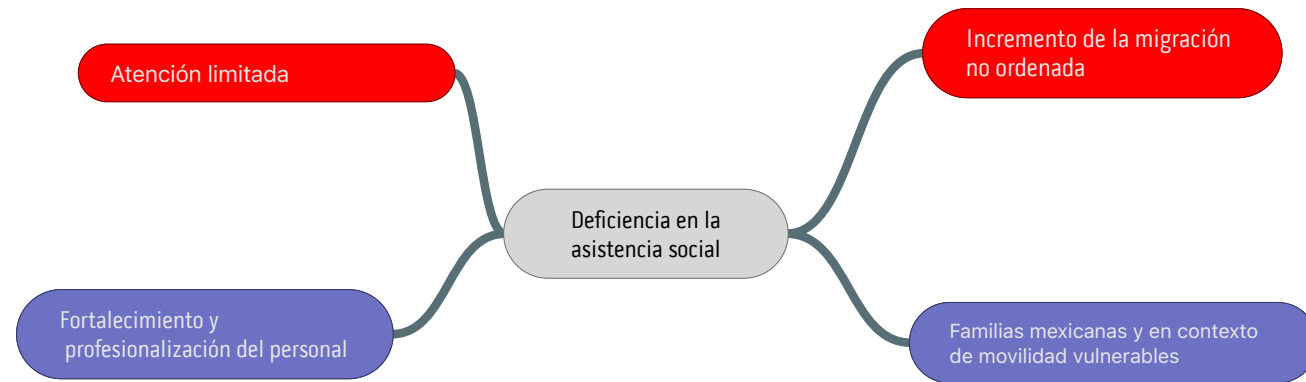 Atención limitada
Incremento de la migración
no ordenada
Deficiencia en la
asistencia social
Fortalecimiento y
profesionalización del personal
Familias mexicanas y en contexto
de movilidad vulnerables